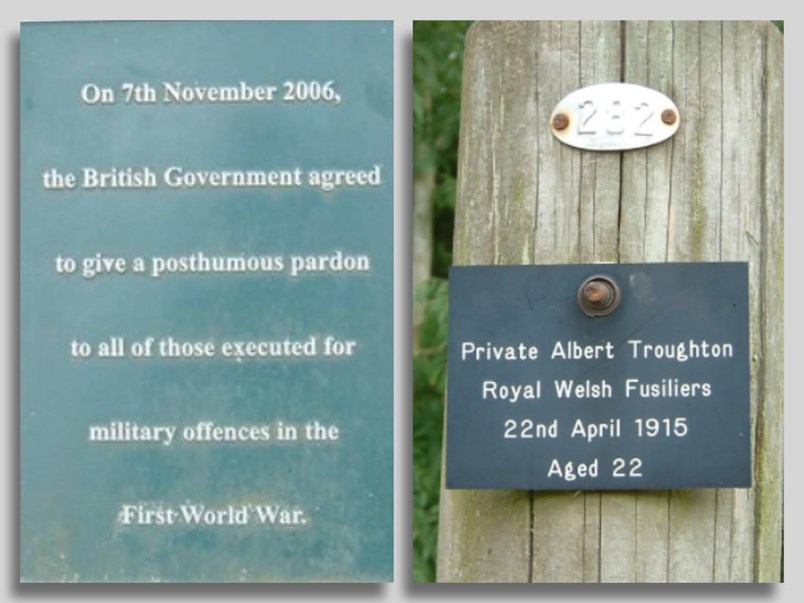 On 7th November 2006,
the British Government agreed
to give a posthumous pardon
to all of those executed for
military offences in the
First World War.
282
Private Albert Troughton
Royal Welsh Fusiliers
22nd April 1915
Aged 22